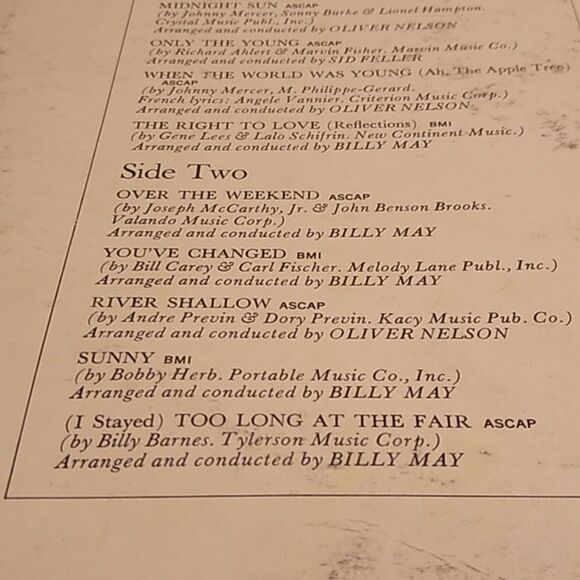 MIDNIGHT SUN ASCAP
(by Johnny Mercer, Sonny Burke & Lionel Hampton.
Crystal Music Publ., Inc.)
Arranged and conducted by OLIVER NELSON
ONLY THE YOUNG ASCAP
(by Richard Ahlert & Marvin Fisher. Marvin Music Co.)
Arranged and conducted by SID FELLER
WHEN THE WORLD WAS YOUNG (Ah, The Apple Tree)
ASCAP
(by Johnny Mercer, M. Philippe-Gerard.
French lyrics: Angele Vannier. Criterion Music Corp.)
Arranged and conducted by OLIVER NELSON
THE RIGHT TO LOVE (Reflections) BMI
(by Gene Lees & Lalo Schifrin. New Continent Music.)
Arranged and conducted by BILLY MAY
Side Two
OVER THE WEEKEND ASCAP
(by Joseph McCarthy, Jr. & John Benson Brooks.
Valando Music Corp.)
Arranged and conducted by BILLY MAY
YOU'VE CHANGED BMI
(by Bill Carey & Carl Fischer. Melody Lane Publ., Inc.)
Arranged and conducted by BILLY MAY
RIVER SHALLOW ASCAP
(by Andre Previn & Dory Previn. Kacy Music Pub. Co.)
Arranged and conducted by OLIVER NELSON
SUNNY BMI
(by Bobby Herb. Portable Music Co., Inc.)
Arranged and conducted by BILLY MAY
(I Stayed) TOO LONG AT THE FAIR ASCAP
(by Billy Barnes. Tylerson Music Corp.)
Arranged and conducted by BILLY MAY